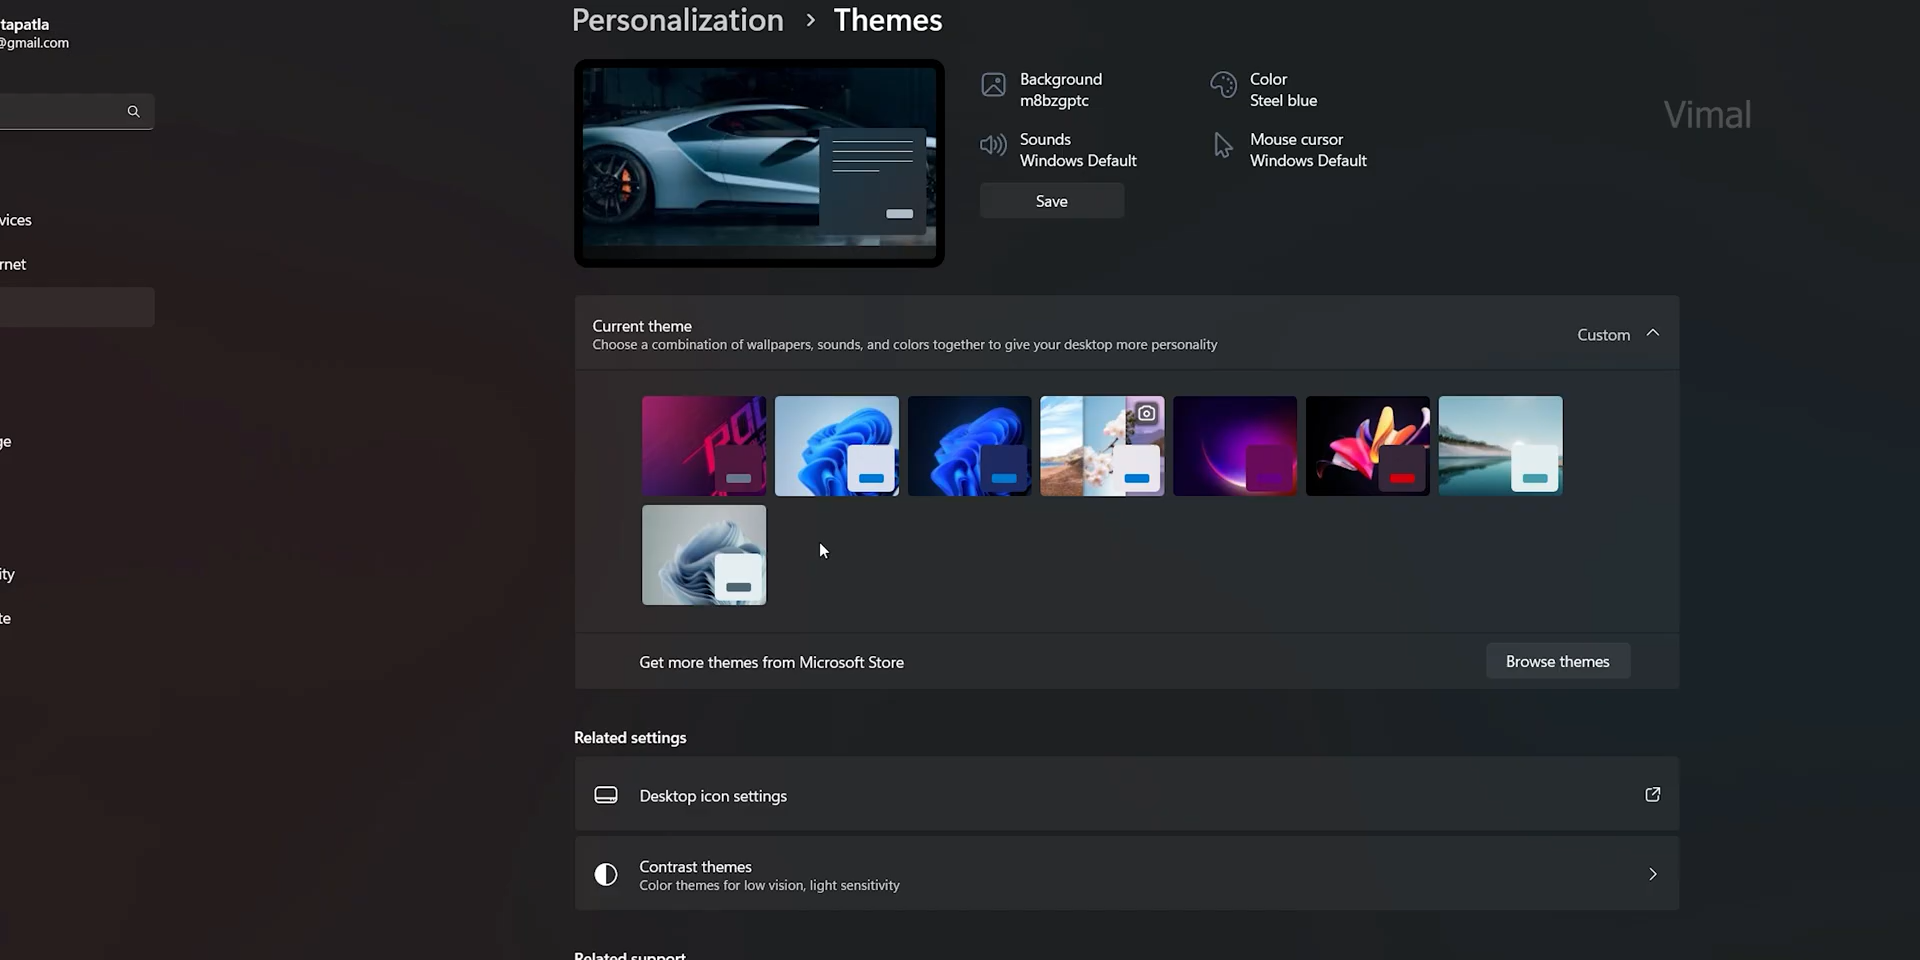 tapatla
@gmail.com
Personalization > Themes
Background
m8bzgptc
Color
Steel blue
Sounds
Windows Default
Mouse cursor
Windows Default
Save
Vimal
vices
rnet
ge
ity
te
Current theme
Choose a combination of wallpapers, sounds, and colors together to give your desktop more personality
Custom
Get more themes from Microsoft Store
Browse themes
Related settings
Desktop icon settings
Contrast themes
Color themes for low vision, light sensitivity
Related support